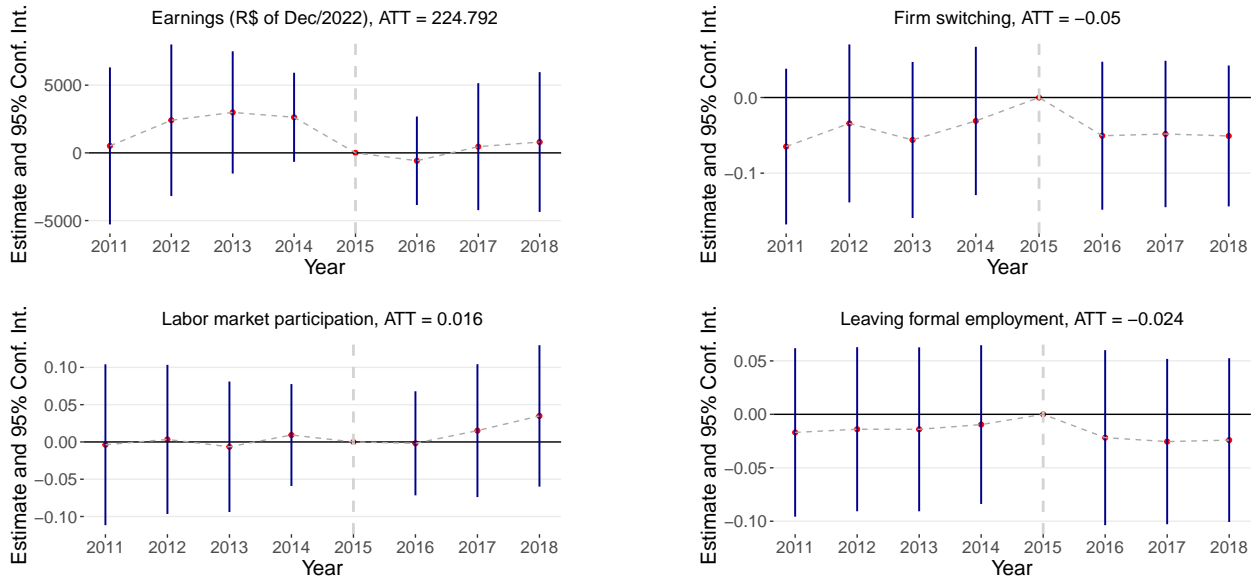 Earnings (R$ of Dec/2022), ATT = 224.792
Estimate and 95% Conf. Int.
5000
0
−5000
2011 2012 2013 2014 2015 2016 2017 2018
Year
Firm switching, ATT = −0.05
Estimate and 95% Conf. Int.
0.0
−0.1
2011 2012 2013 2014 2015 2016 2017 2018
Year
Labor market participation, ATT = 0.016
Estimate and 95% Conf. Int.
0.10
0.05
0.00
−0.05
−0.10
2011 2012 2013 2014 2015 2016 2017 2018
Year
Leaving formal employment, ATT = −0.024
Estimate and 95% Conf. Int.
0.05
0.00
−0.05
−0.10
2011 2012 2013 2014 2015 2016 2017 2018
Year